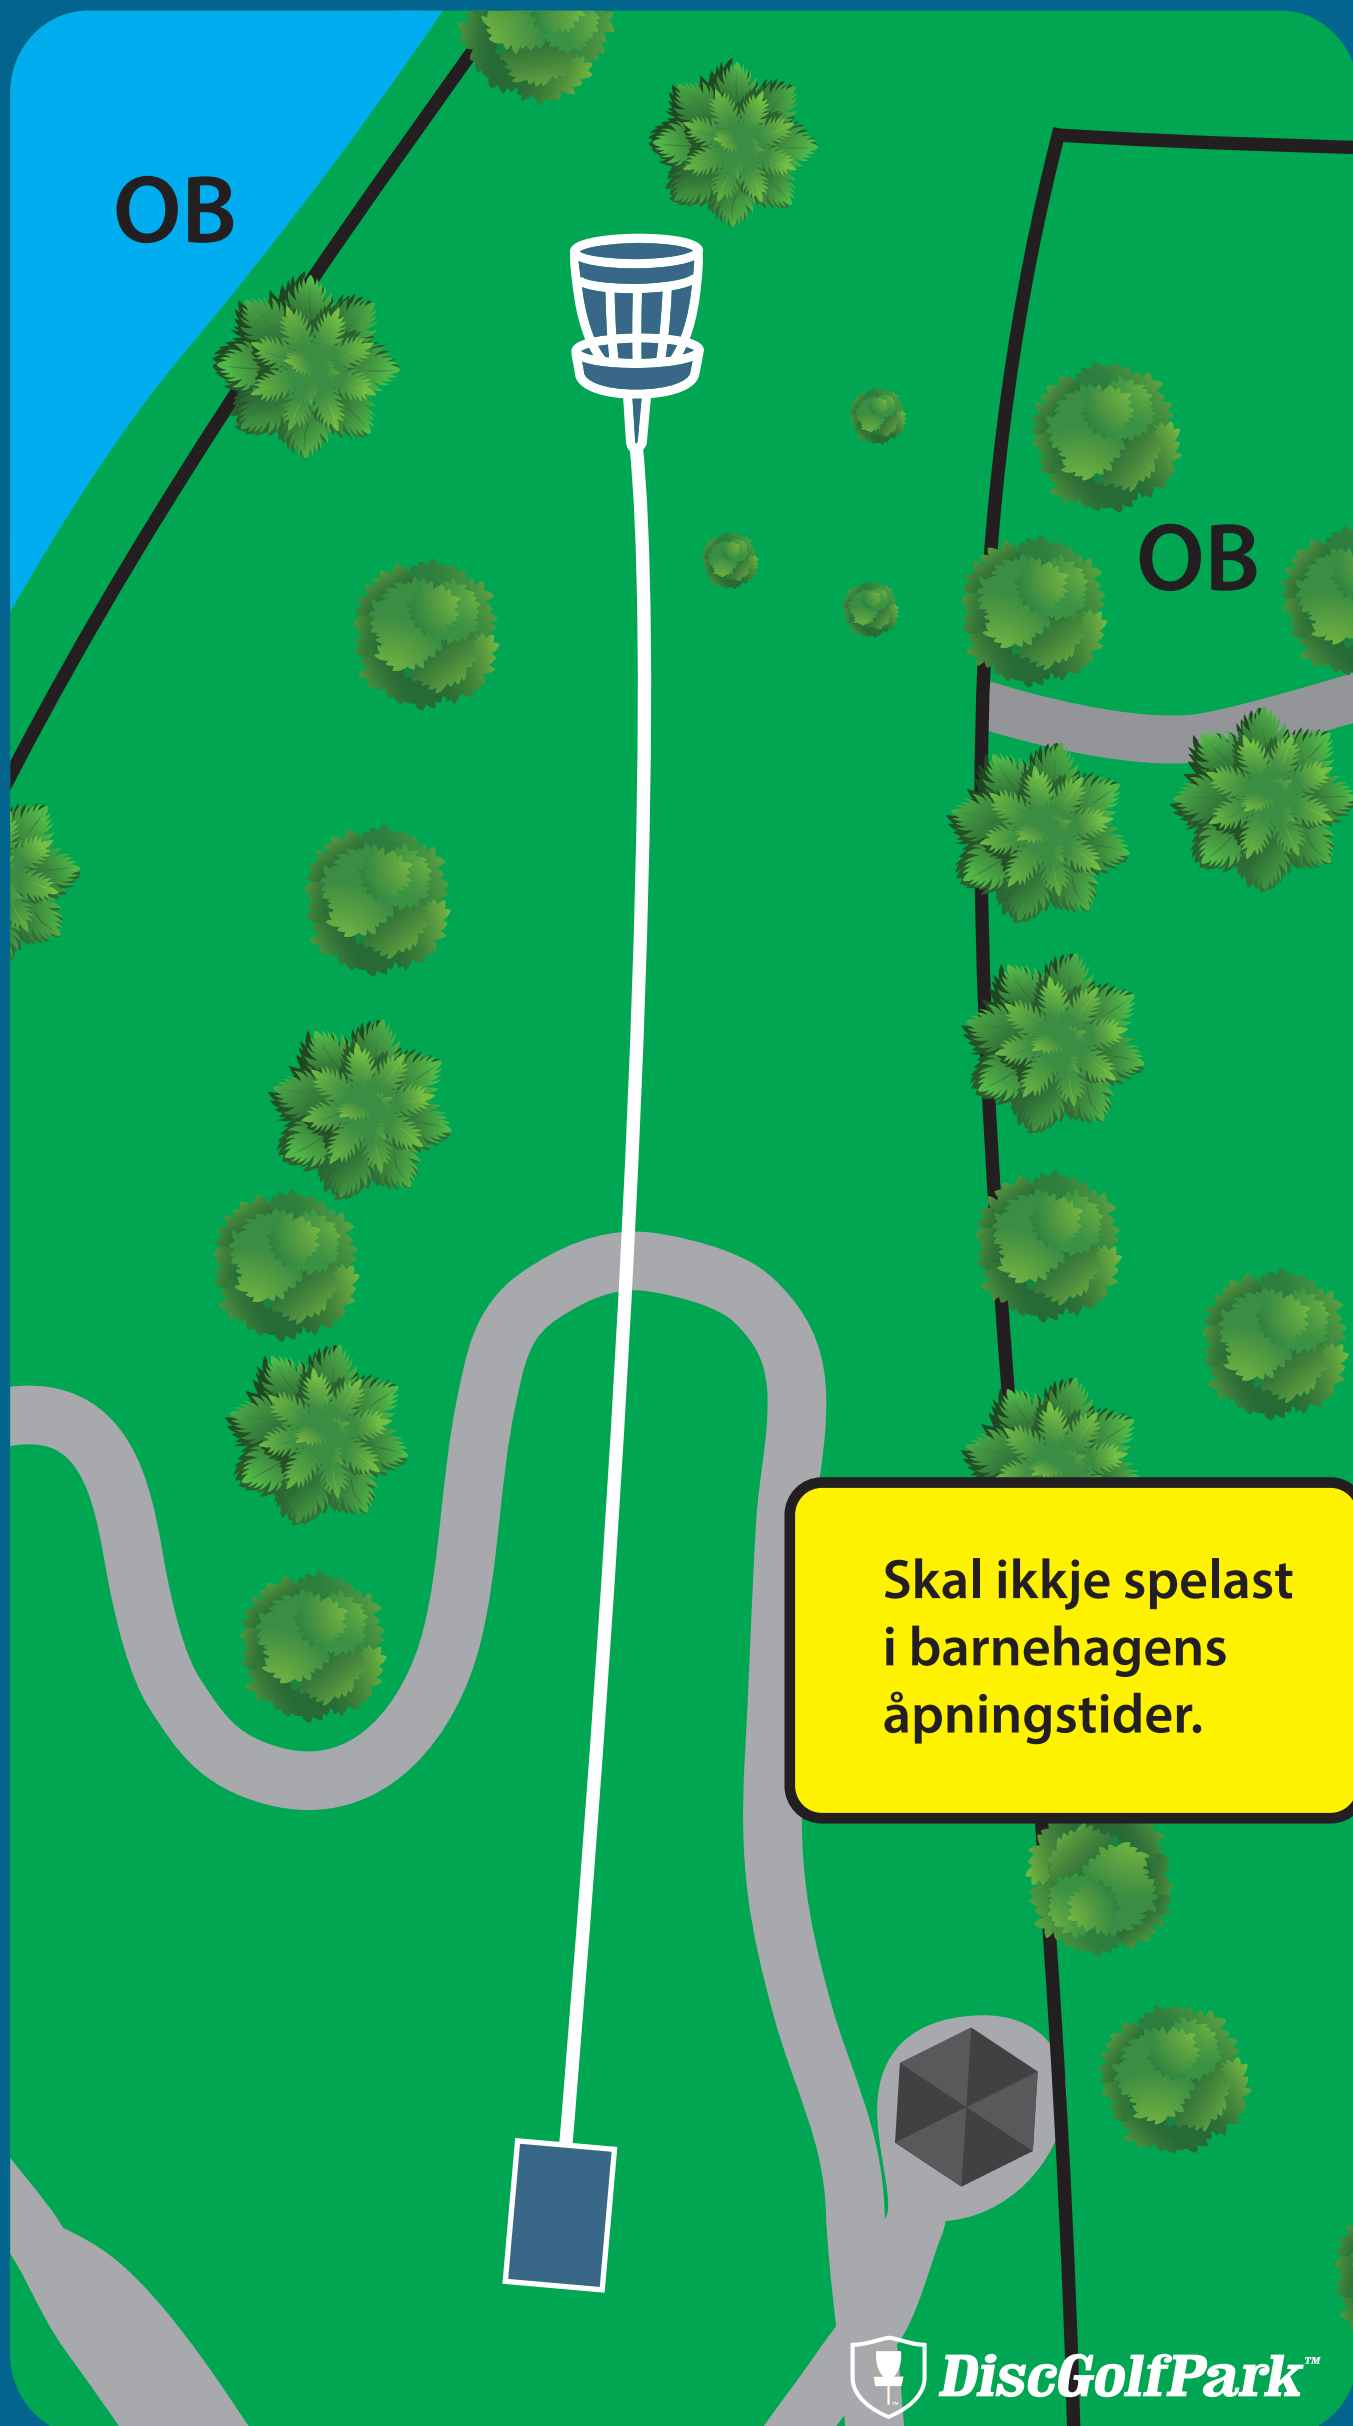 OB
OB
Skal ikkje spelast
i barnehagens
åpningstider.
DiscGolfPark™